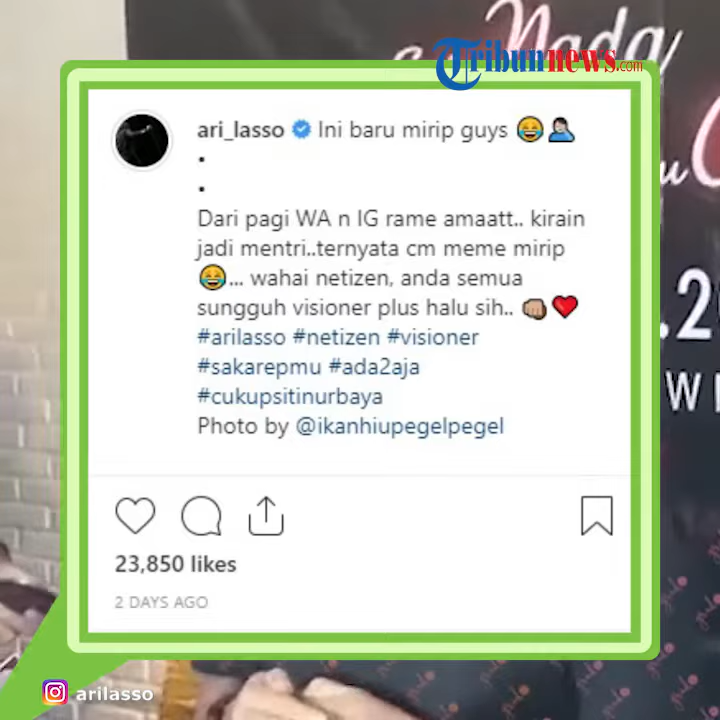 Nada
Tribunnews.com
ari_lasso Ini baru mirip guys 😂🤦🏻‍♂️
•
•
Dari pagi WA n IG rame amaatt.. kirain
jadi mentri..ternyata cm meme mirip
😂... wahai netizen, anda semua
sungguh visioner plus halu sih.. 👊🏽❤️
#arilasso #netizen #visioner
#sakarepmu #ada2aja
#cukupsitinurbaya
Photo by @ikanhiupegelpegel
23,850 likes
2 DAYS AGO
arilasso